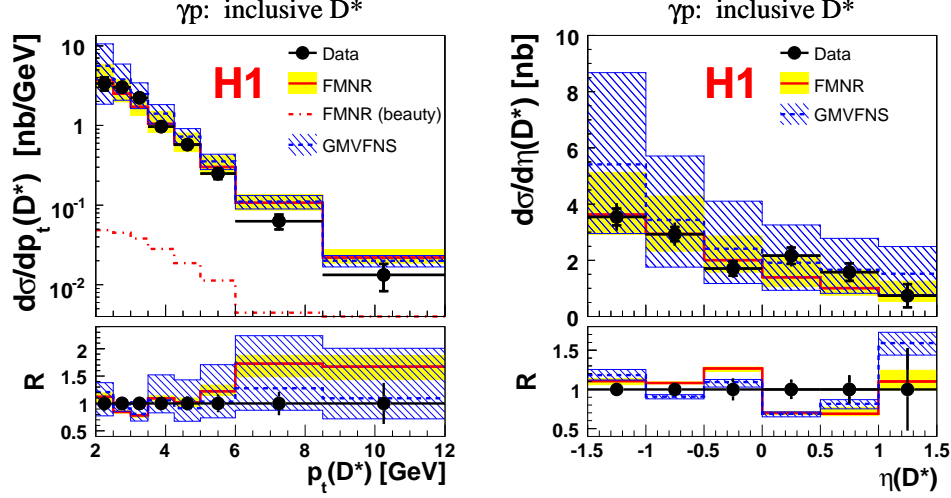 γp: inclusive D*
dσ/dp_t(D*) [nb/GeV]
10
1
10^-1
10^-2
H1
Data
FMNR
FMNR (beauty)
GMVFNS
R
2
1.5
1
0.5
2 4 6 8 10 12
p_t(D*) [GeV]
γp: inclusive D*
dσ/dη(D*) [nb]
10
8
6
4
2
0
H1
Data
FMNR
GMVFNS
R
1.5
1
0.5
-1.5 -1 -0.5 0 0.5 1 1.5
η(D*)